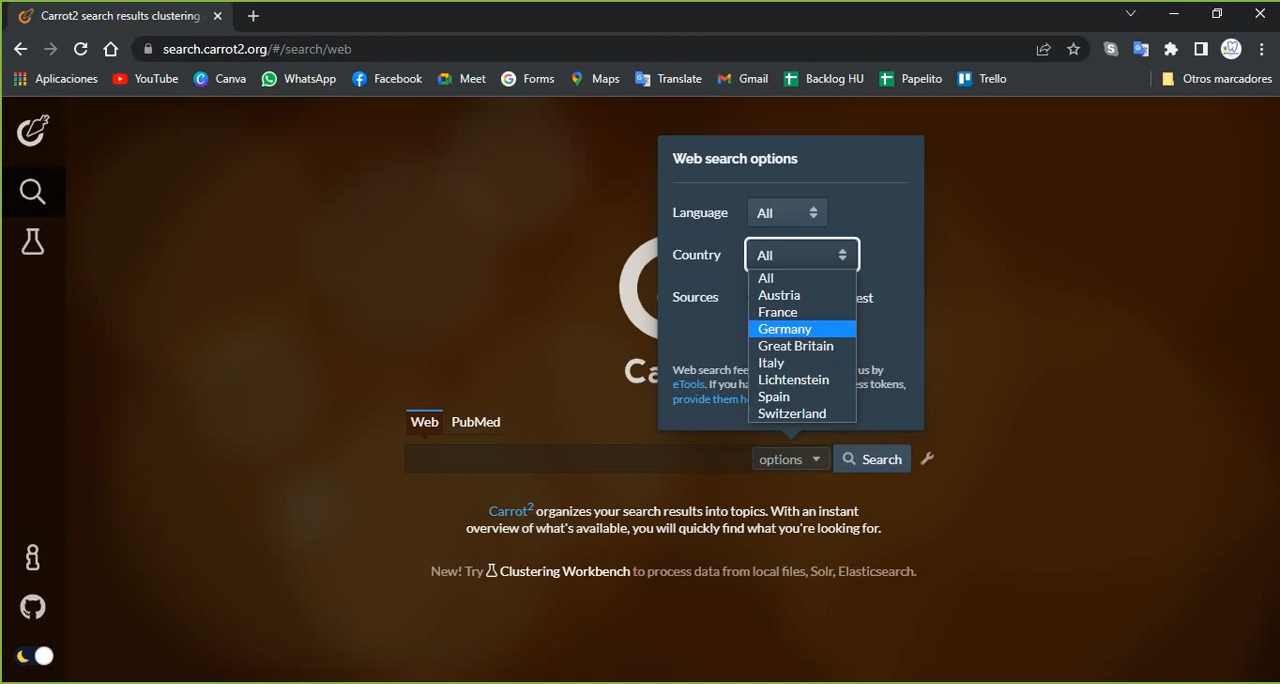 Carrot2 search results clustering
search.carrot2.org/#/search/web
Aplicaciones YouTube Canva WhatsApp Facebook Meet Forms Maps Translate Gmail Backlog HU Papelito Trello Otros marcadores
Web search options
Language All
Country All
All
Austria
Sources est
France
Germany
Great Britain
Italy
Web search fee us by
Lichtenstein
eTools. If you ha ess tokens,
Spain
provide them h
Switzerland
Web PubMed
options Search
Carrot2 organizes your search results into topics. With an instant
overview of what's available, you will quickly find what you're looking for.
New! Try Clustering Workbench to process data from local files, Solr, Elasticsearch.